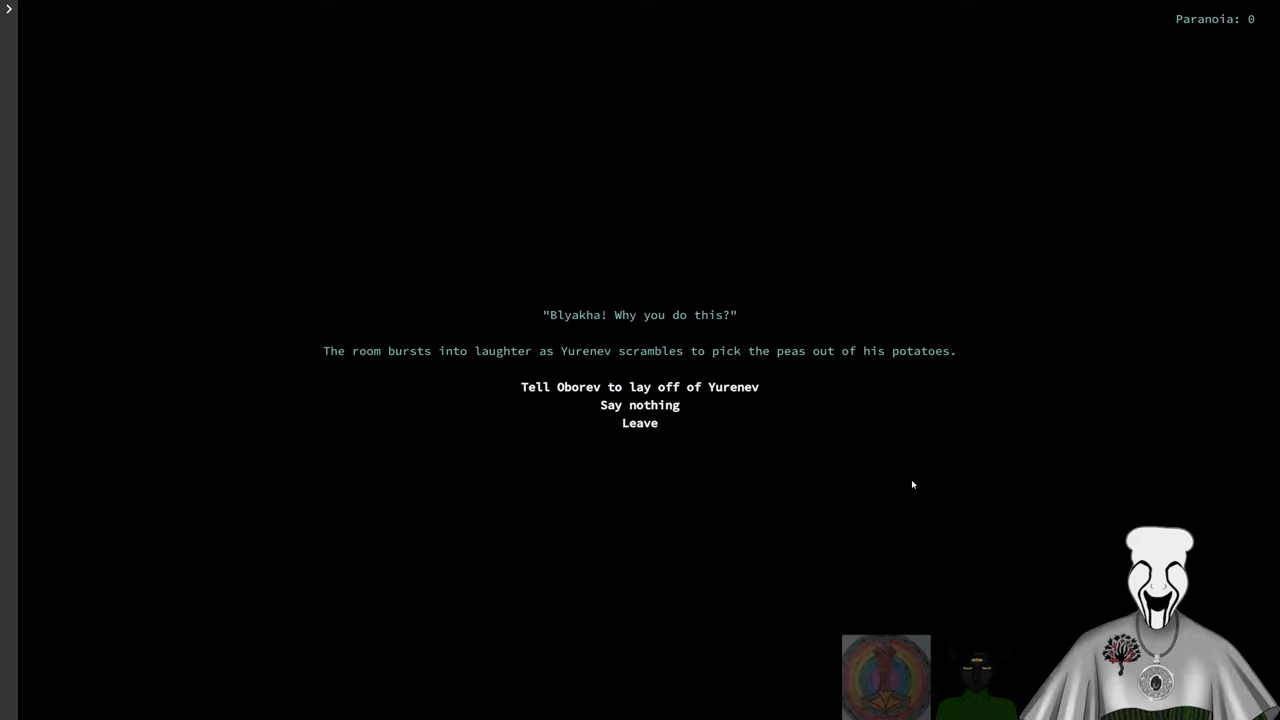 Paranoia: 0
"Blyakha! Why you do this?"
The room bursts into laughter as Yurenev scrambles to pick the peas out of his potatoes.
Tell Oborev to lay off of Yurenev
Say nothing
Leave